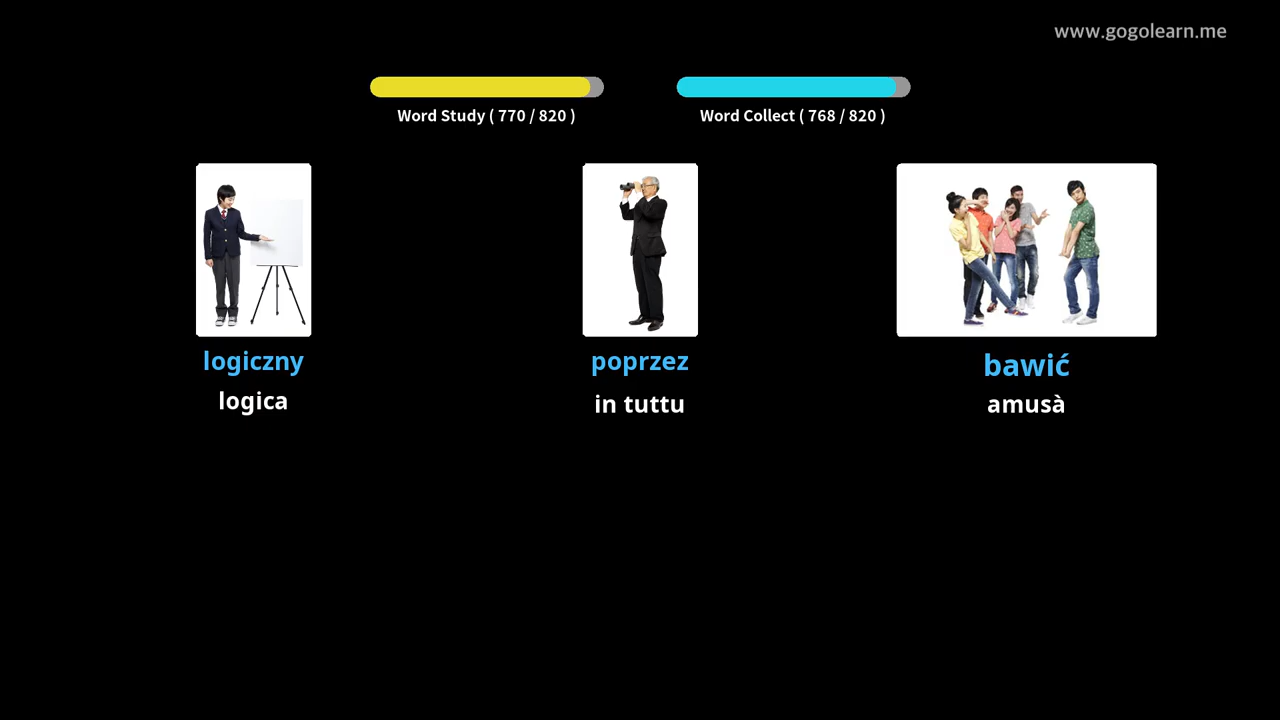 www.gogolearn.me
Word Study ( 770 / 820 )
Word Collect ( 768 / 820 )
logiczny
logica
poprzez
in tuttu
bawić
amusà